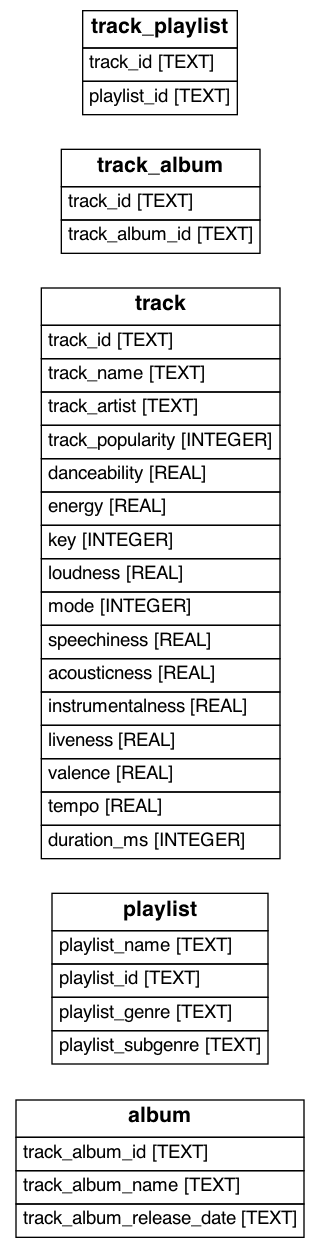 track_playlist
track_id [TEXT]
playlist_id [TEXT]
track_album
track_id [TEXT]
track_album_id [TEXT]
track
track_id [TEXT]
track_name [TEXT]
track_artist [TEXT]
track_popularity [INTEGER]
danceability [REAL]
energy [REAL]
key [INTEGER]
loudness [REAL]
mode [INTEGER]
speechiness [REAL]
acousticness [REAL]
instrumentalness [REAL]
liveness [REAL]
valence [REAL]
tempo [REAL]
duration_ms [INTEGER]
playlist
playlist_name [TEXT]
playlist_id [TEXT]
playlist_genre [TEXT]
playlist_subgenre [TEXT]
album
track_album_id [TEXT]
track_album_name [TEXT]
track_album_release_date [TEXT]